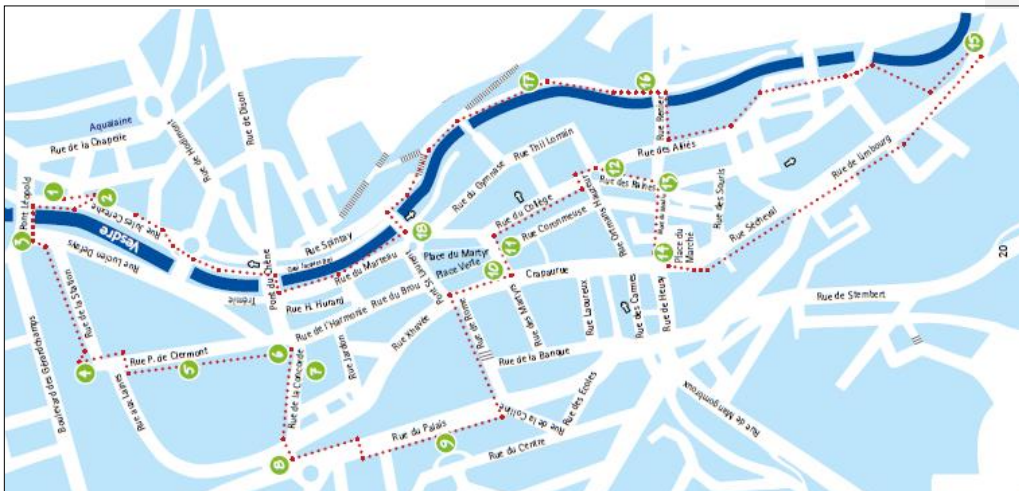 Aqualaine
Rue de la Chapelle
Rue de Hodimont
Rue de Dison
Pont Léopold
1
2
3
Rue Jules Cerexhe
Vesdre
Rue Lucien Defays
Boulevard des Gérardchamps
Rue de la Station
4
Rue P. de Clermont
5
6
Rue de la Concorde
7
8
Rue du Palais
9
Rue du Centre
Rue de la Colline
Rue des Ecoles
Pont du Chêne
Rue Spintay
Trémie
Rue H. Hurard
Rue du Marteau
Rue du Brou
Rue de l'Harmonie
Rue Jardon
Rue Xhavée
Pont St Laurent
Place du Martyr
Place Verte
10
11
Rue de Rome
Rue des Martyrs
Rue de la Banque
Crapaurue
Rue Coronmeuse
Rue du Collège
Rue du Gymnase
Rue Thil Lorrain
Rue Ortmans Hauzeur
Rue Laoureux
Rue des Carmes
Rue de Heusy
Rue des Raines
12
13
14
Place du
Marché
Rue des Souris
Rue des Alliés
Rue Renier
15
16
17
18
Rue de Limbourg
Rue Sècheval
Rue de Stembert
Rue de Mangombroux
20